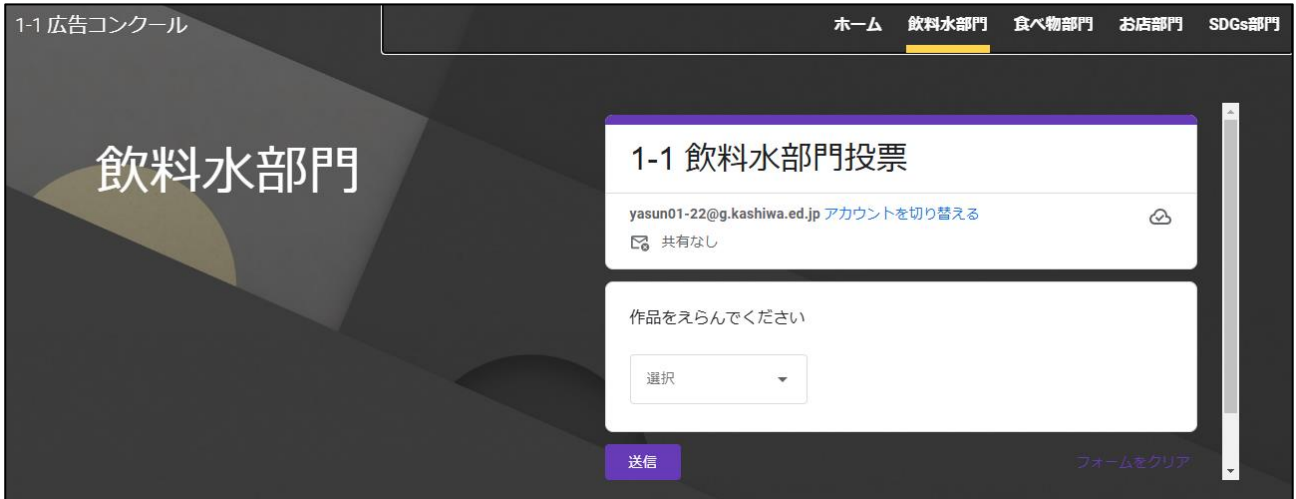 1-1 広告コンクール
ホーム 飲料水部門 食べ物部門 お店部門 SDGs部門
飲料水部門
1-1 飲料水部門投票
yasun01-22@g.kashiwa.ed.jp アカウントを切り替える
共有なし
作品をえらんでください
選択
送信 フォームをクリア